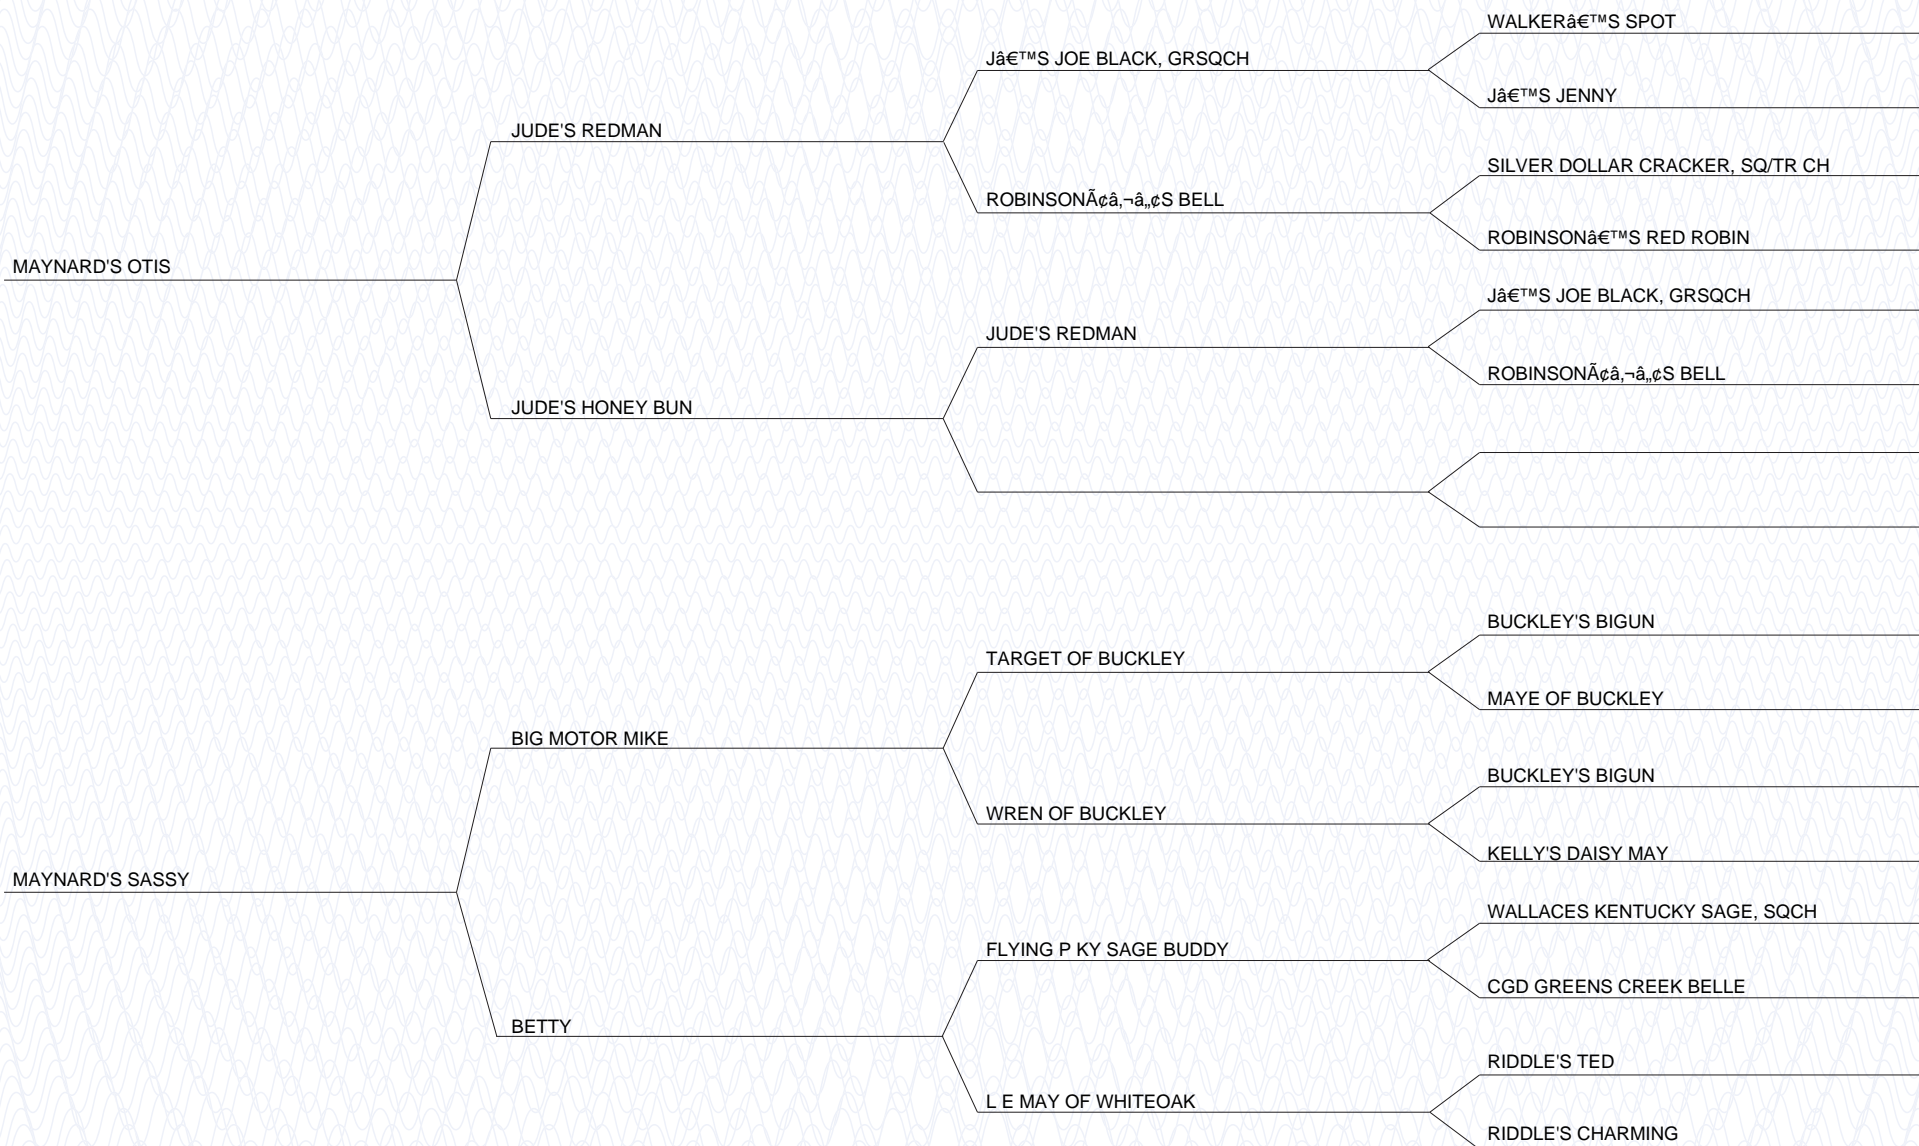 WALKERâ€™S SPOT
Jâ€™S JOE BLACK, GRSQCH
Jâ€™S JENNY
JUDE'S REDMAN
SILVER DOLLAR CRACKER, SQ/TR CH
ROBINSONÃ¢â‚¬â„¢S BELL
ROBINSONâ€™S RED ROBIN
MAYNARD'S OTIS
Jâ€™S JOE BLACK, GRSQCH
JUDE'S REDMAN
ROBINSONÃ¢â‚¬â„¢S BELL
JUDE'S HONEY BUN
BUCKLEY'S BIGUN
TARGET OF BUCKLEY
MAYE OF BUCKLEY
BIG MOTOR MIKE
BUCKLEY'S BIGUN
WREN OF BUCKLEY
KELLY'S DAISY MAY
MAYNARD'S SASSY
WALLACES KENTUCKY SAGE, SQCH
FLYING P KY SAGE BUDDY
CGD GREENS CREEK BELLE
BETTY
RIDDLE'S TED
L E MAY OF WHITEOAK
RIDDLE'S CHARMING